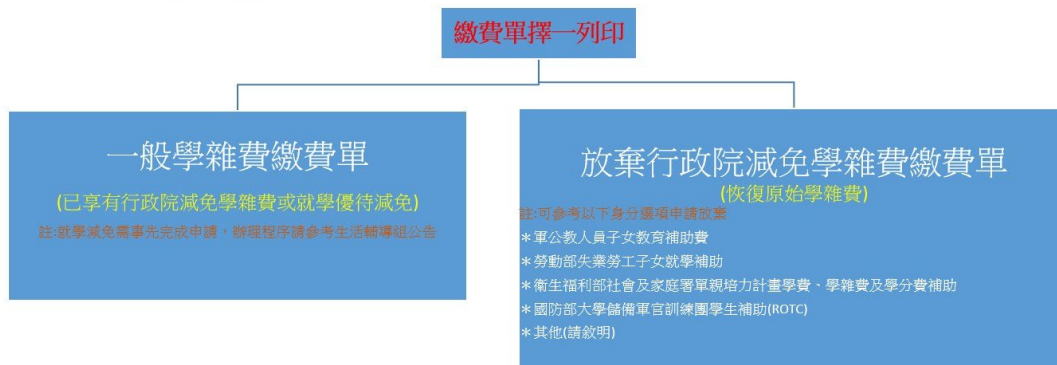 繳費單擇一列印
一般學雜費繳費單
(已享有行政院減免學雜費或就學優待減免)
註:就學減免需事先完成申請，辦理程序請參考生活輔導組公告
放棄行政院減免學雜費繳費單
(恢復原始學雜費)
註:可參考以下身分選項申請放棄
＊軍公教人員子女教育補助費
＊勞動部失業勞工子女就學補助
＊衛生福利部社會及家庭署單親培力計畫學費、學雜費及學分費補助
＊國防部大學儲備軍官訓練團學生補助(ROTC)
＊其他(請敘明)